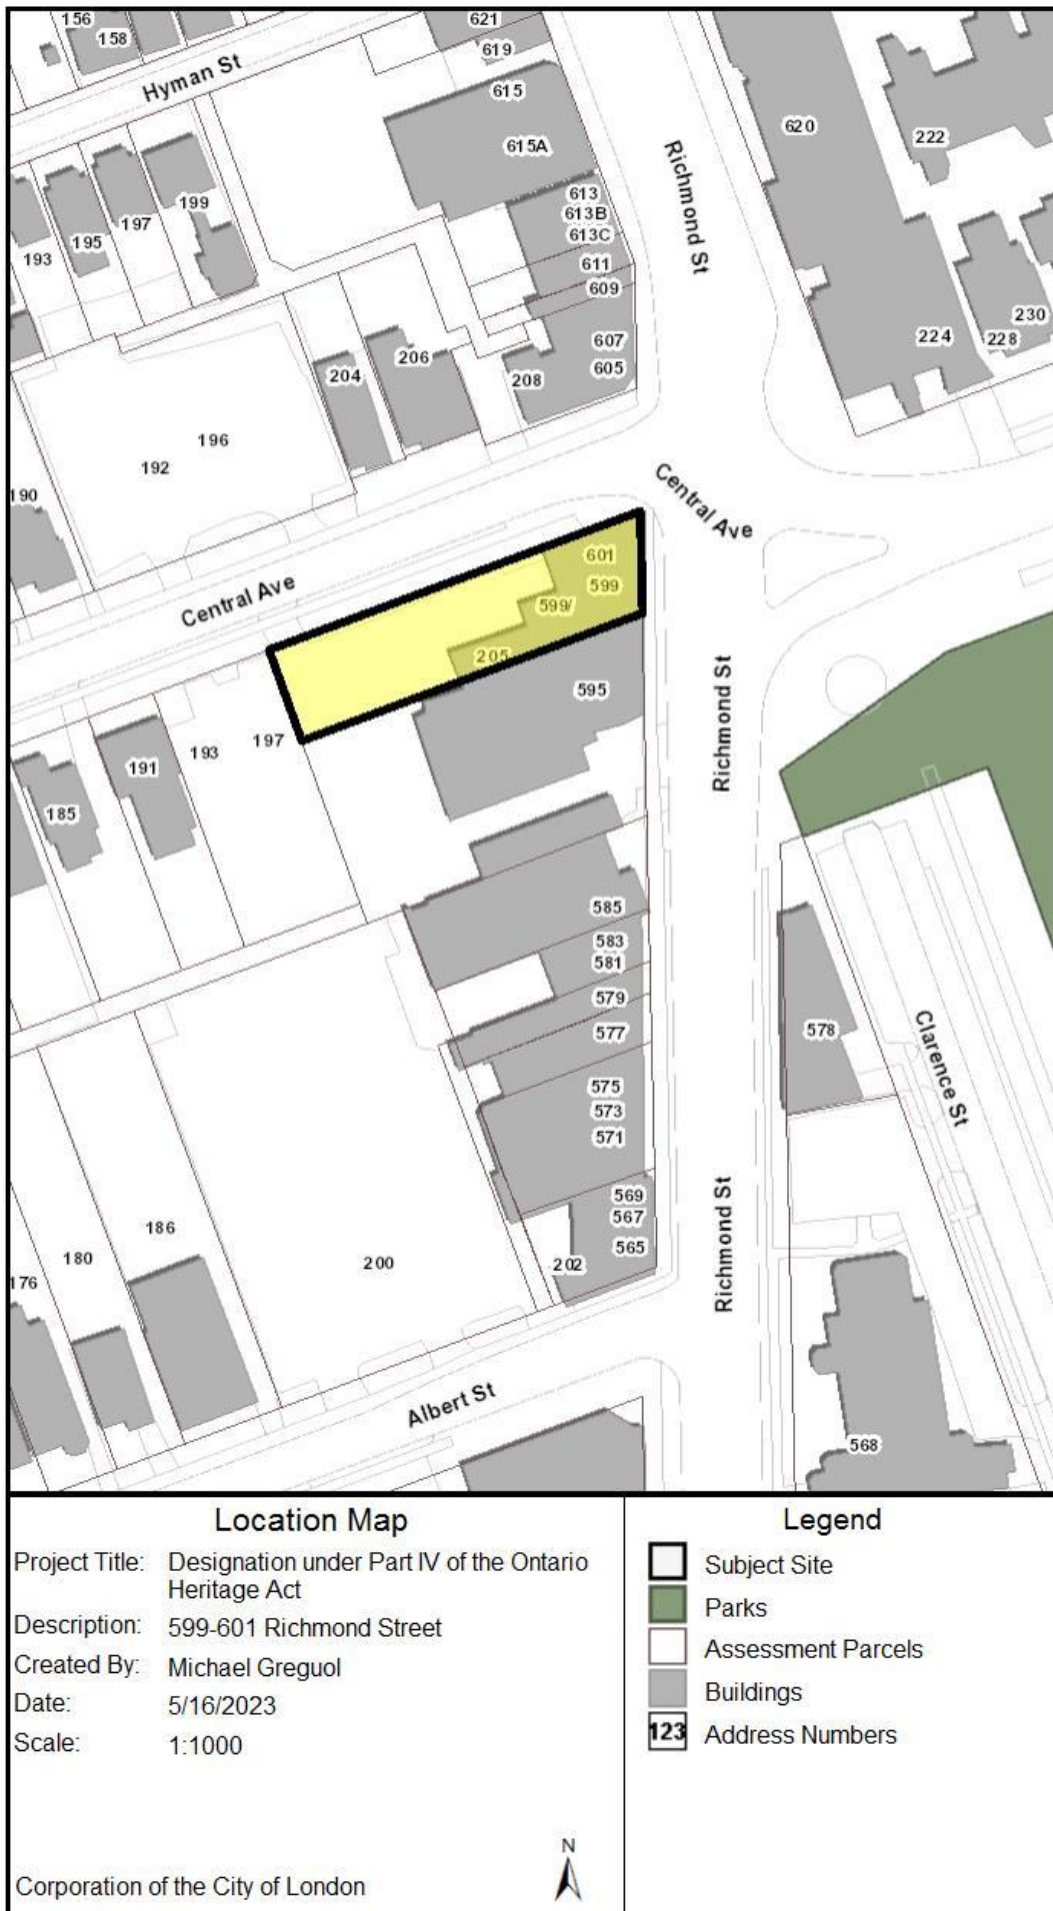 156
158
621
619
Hyman St
615
615A
620
222
Richmond St
613
613B
613C
199
197
195
193
611
609
607
605
230
228
224
206
204
208
196
192
190
Central Ave
Central Ave
601
599
599/
205
595
Richmond St
197
193
191
185
585
583
581
579
577
578
Clarence St
575
573
571
569
567
565
Richmond St
202
200
186
180
176
Albert St
568
Location Map
Project Title: Designation under Part IV of the Ontario
Heritage Act
Description: 599-601 Richmond Street
Created By: Michael Greguol
Date: 5/16/2023
Scale: 1:1000
N
Corporation of the City of London
Legend
Subject Site
Parks
Assessment Parcels
Buildings
123 Address Numbers